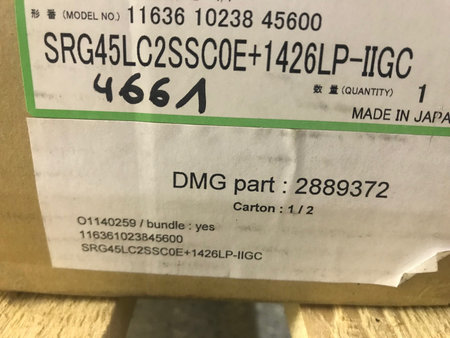 形番 (MODEL NO.) 11636 10238 45600
SRG45LC2SSC0E+1426LP-IIGC
4661
数量 (QUANTITY) 1
MADE IN JAPA
DMG part : 2889372
Carton : 1 / 2
O1140259 / bundle : yes
116361023845600
SRG45LC2SSC0E+1426LP-IIGC